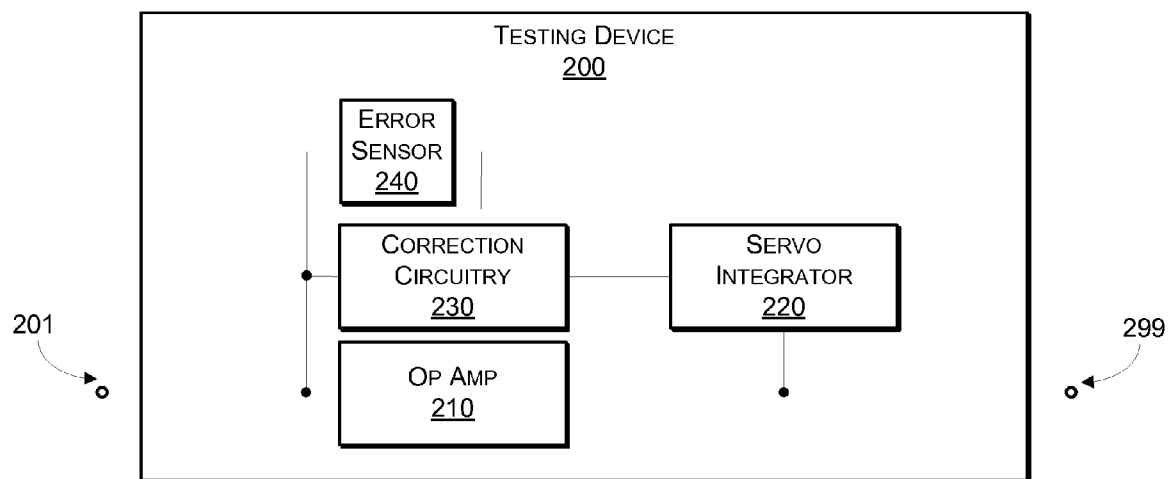 TESTING DEVICE
200
ERROR
SENSOR
240
CORRECTION
CIRCUITRY
230
SERVO
INTEGRATOR
220
201
299
OP AMP
210